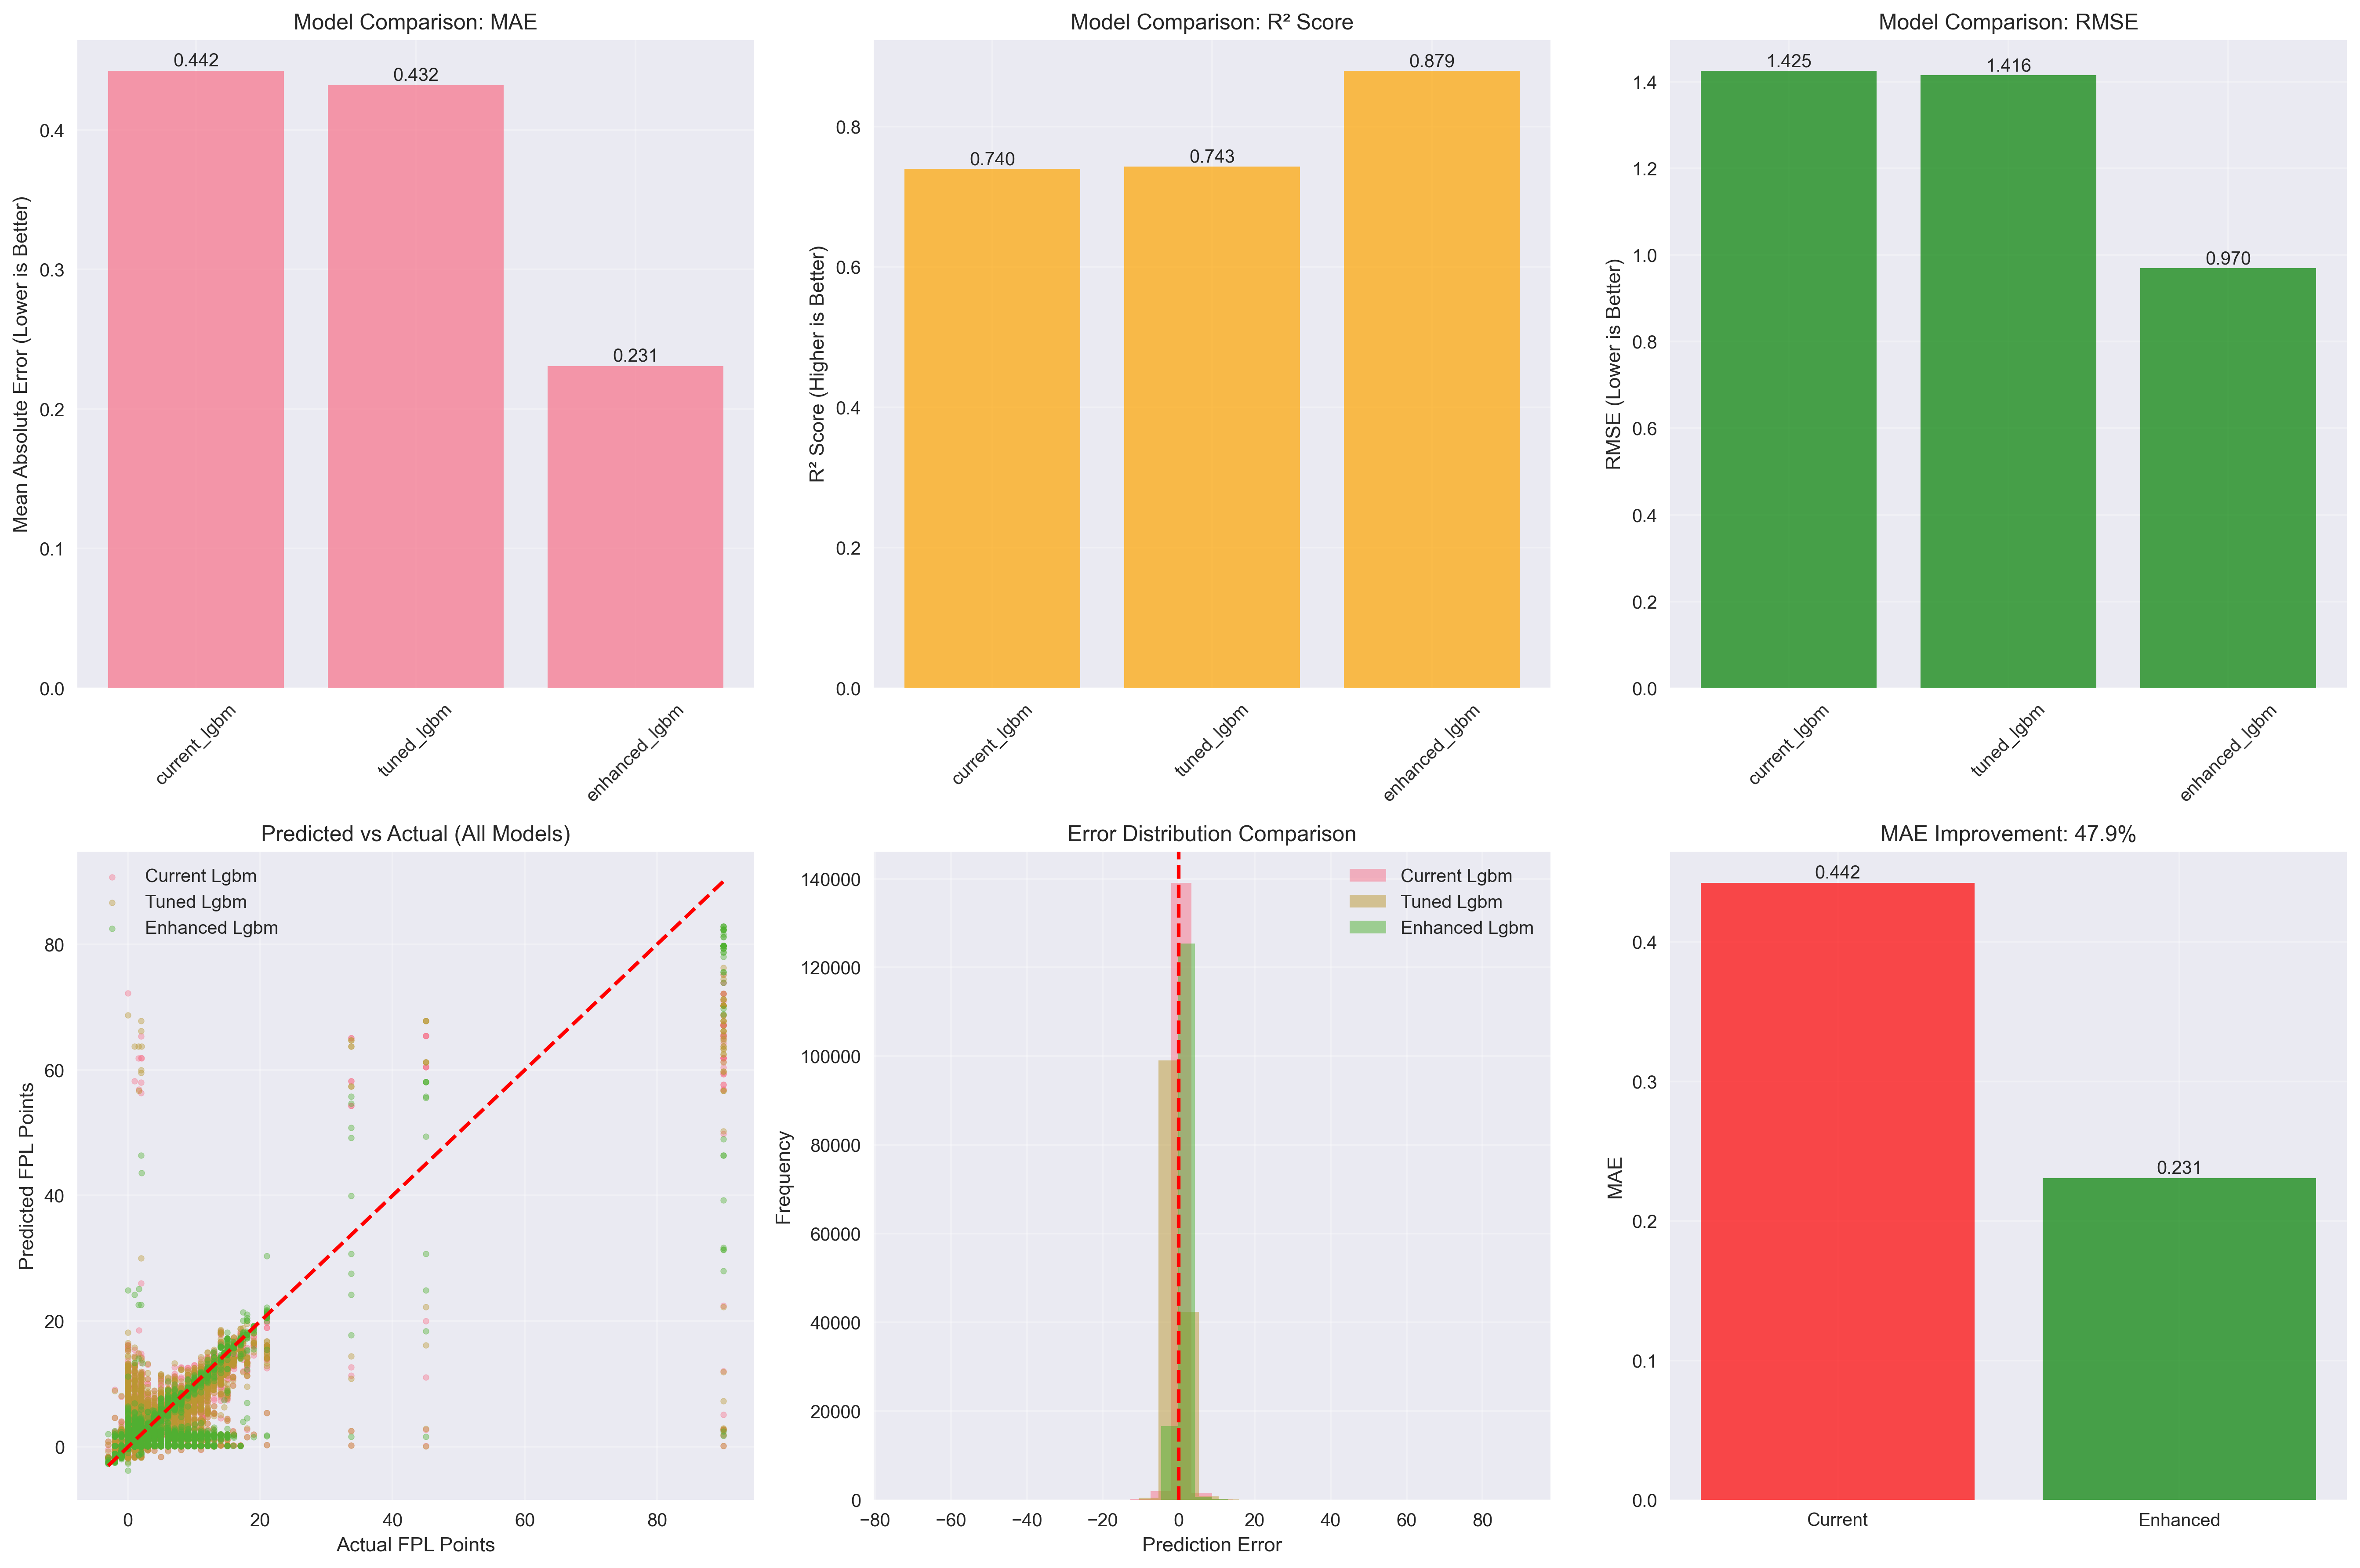 Model Comparison: MAE
Mean Absolute Error (Lower is Better)
0.4
0.3
0.2
0.1
0.0
0.442
0.432
0.231
current_lgbm
tuned_lgbm
enhanced_lgbm
Model Comparison: R² Score
R² Score (Higher is Better)
0.8
0.6
0.4
0.2
0.0
0.740
0.743
0.879
current_lgbm
tuned_lgbm
enhanced_lgbm
Model Comparison: RMSE
RMSE (Lower is Better)
1.4
1.2
1.0
0.8
0.6
0.4
0.2
0.0
1.425
1.416
0.970
current_lgbm
tuned_lgbm
enhanced_lgbm
Predicted vs Actual (All Models)
Predicted FPL Points
80
60
40
20
0
Current Lgbm
Tuned Lgbm
Enhanced Lgbm
0 20 40 60 80
Actual FPL Points
Error Distribution Comparison
Frequency
140000
120000
100000
80000
60000
40000
20000
0
Current Lgbm
Tuned Lgbm
Enhanced Lgbm
−80 −60 −40 −20 0 20 40 60 80
Prediction Error
MAE Improvement: 47.9%
MAE
0.4
0.3
0.2
0.1
0.0
0.442
0.231
Current Enhanced